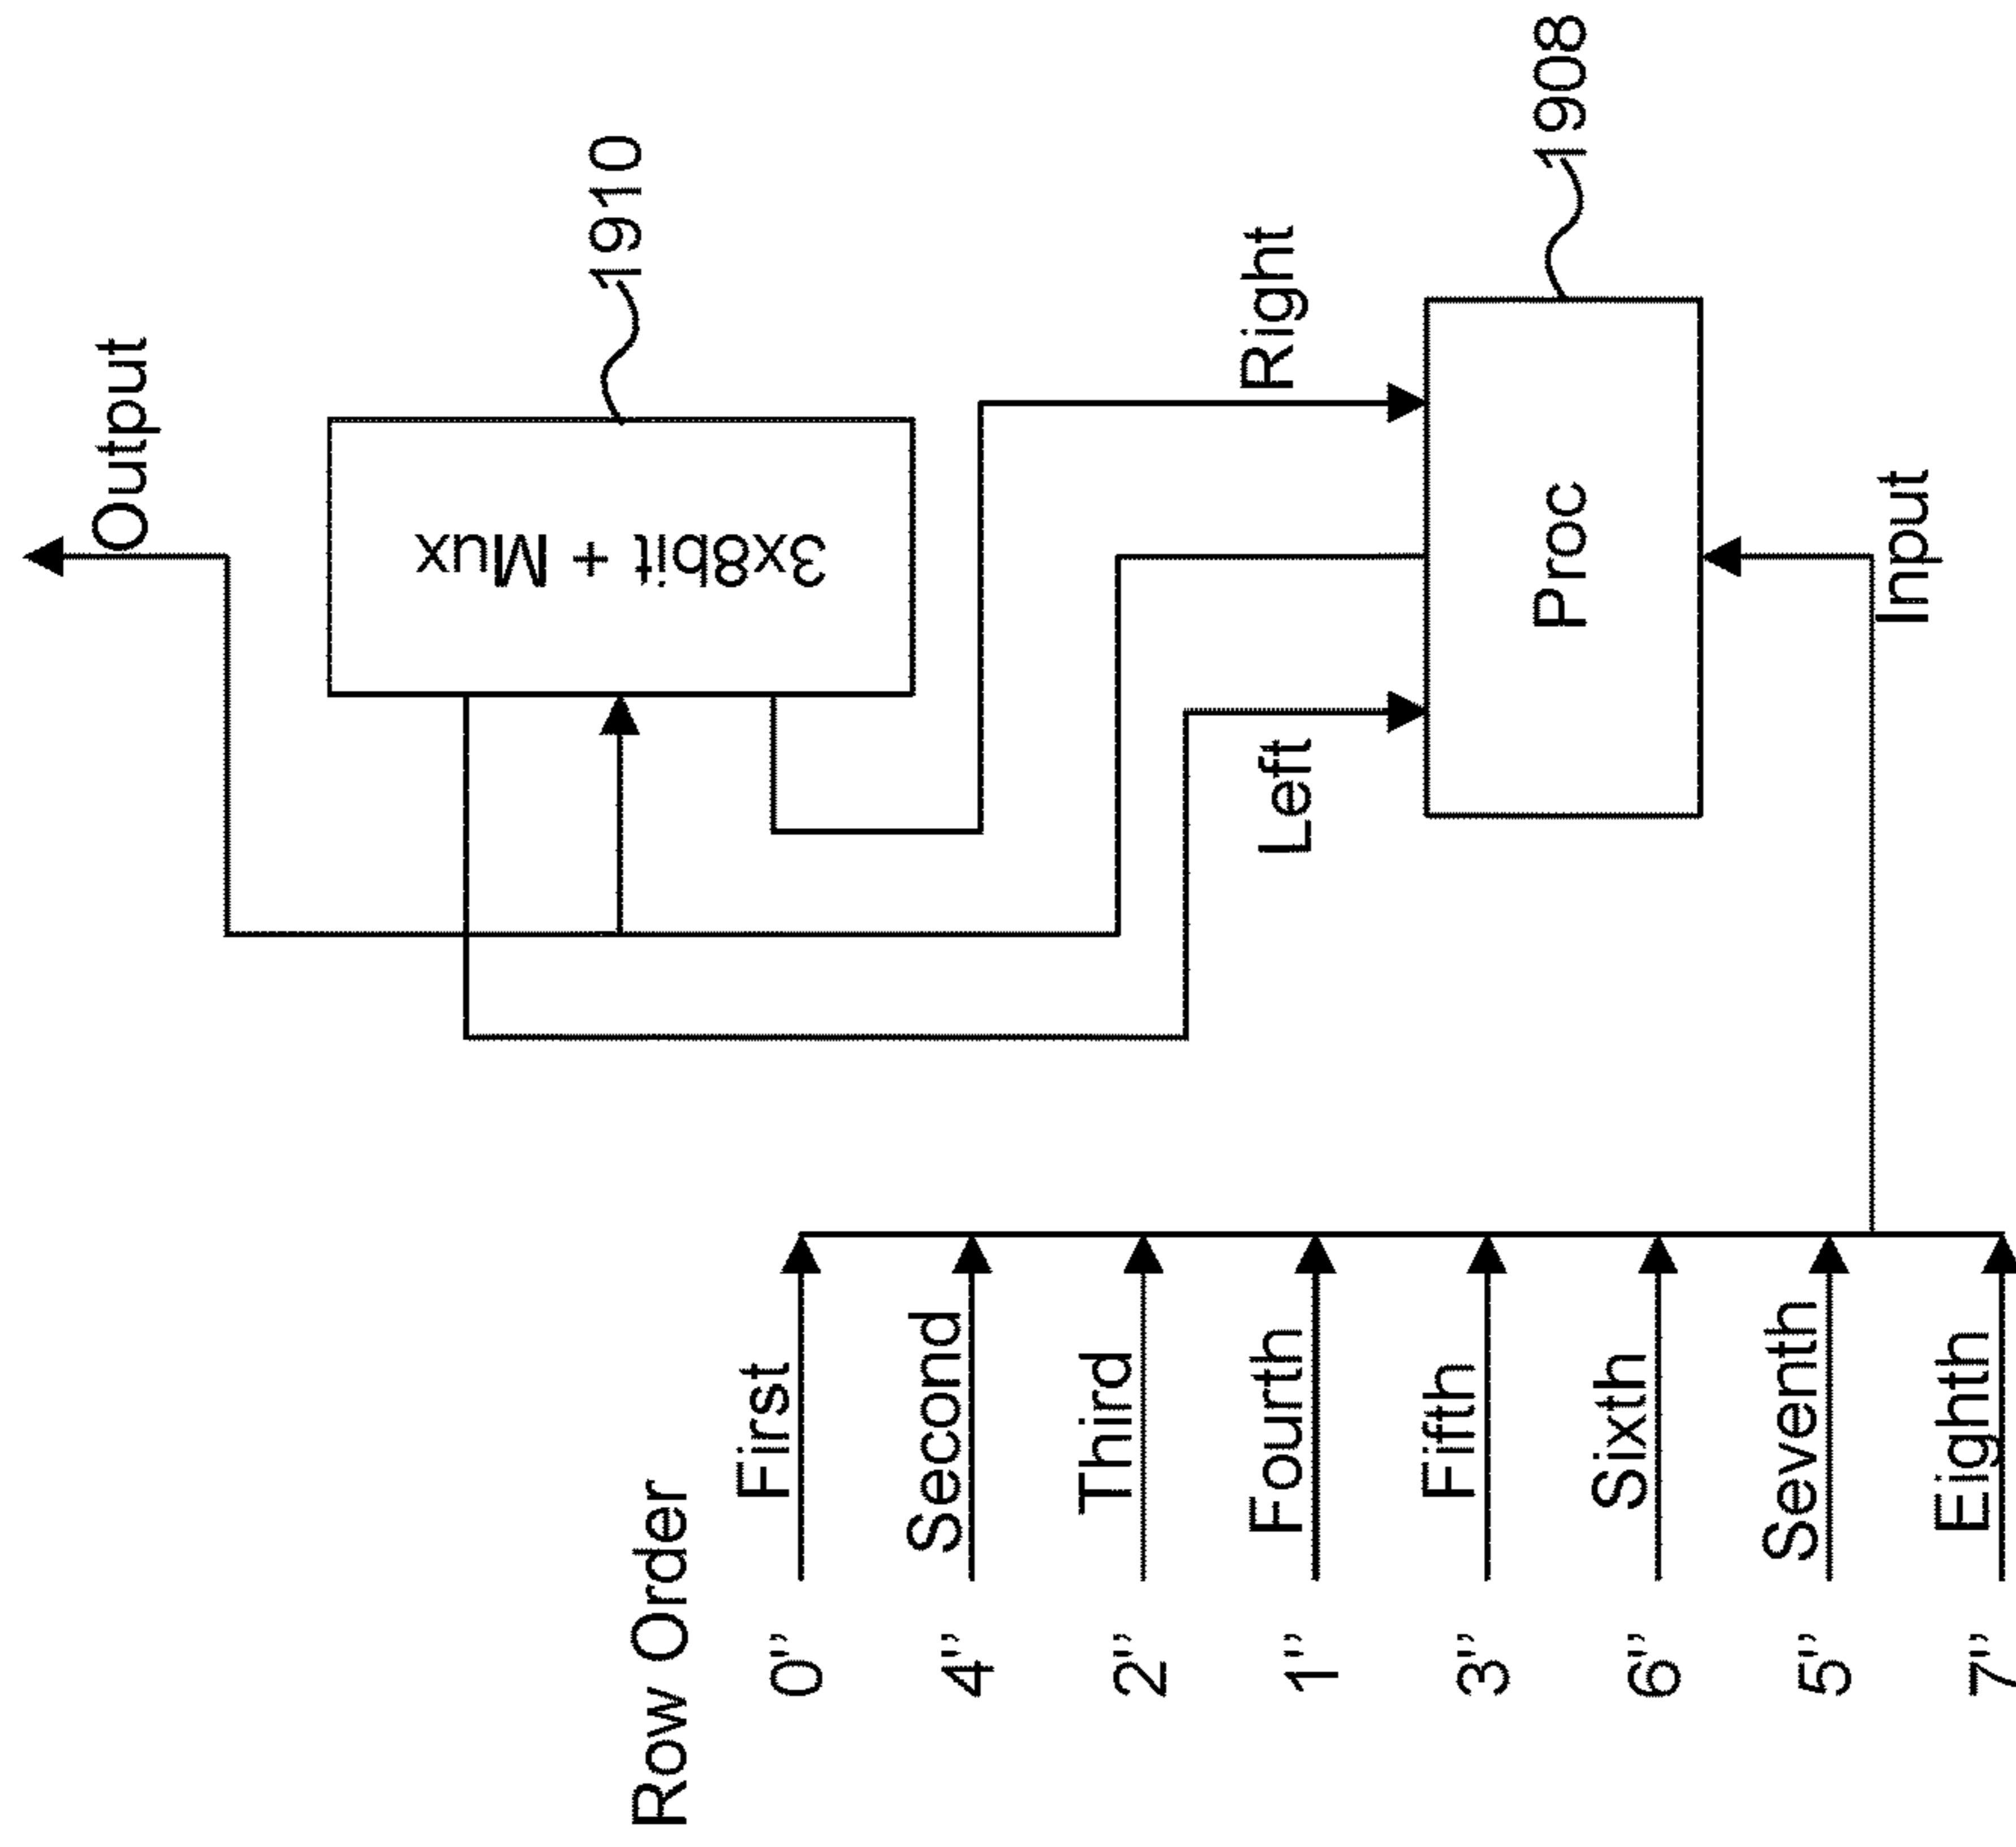 Row Order
0” First
4” Second
2” Third
1” Fourth
3” Fifth
6” Sixth
5” Seventh
7” Eighth
Output
3x8bit + Mux
1910
Left
Right
Proc
1908
Input